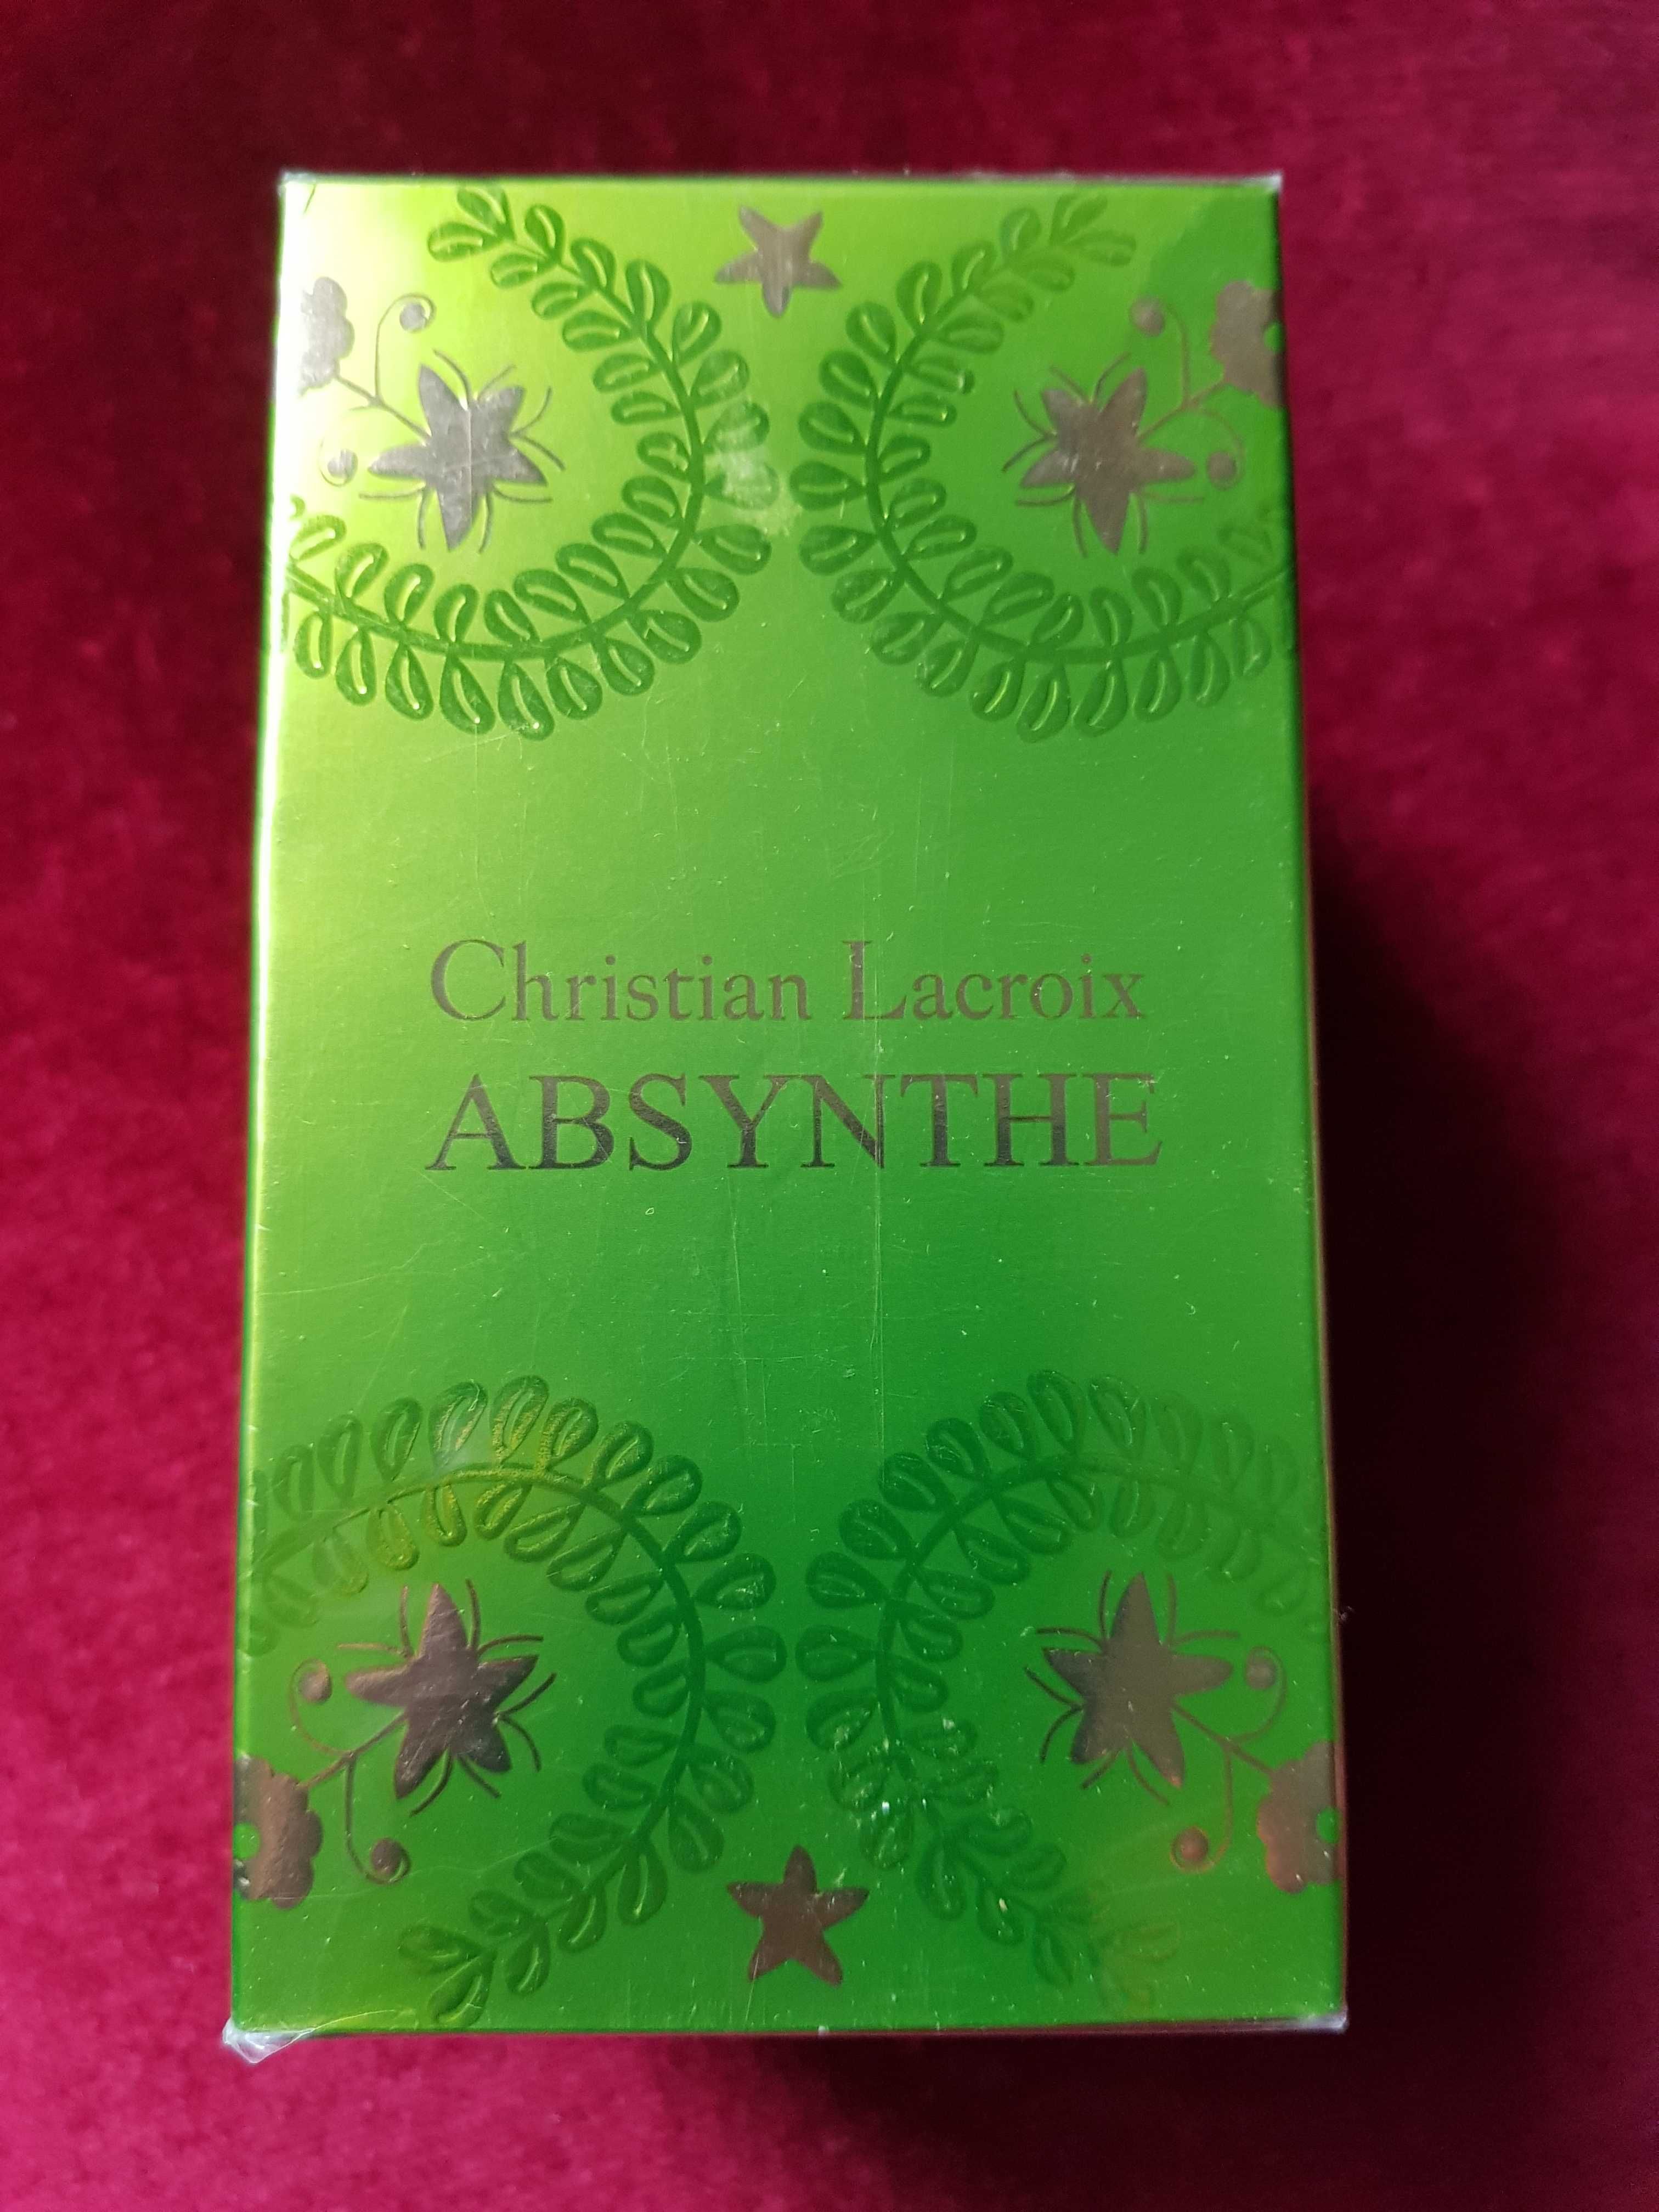 Christian Lacroix
ABSYNTHE